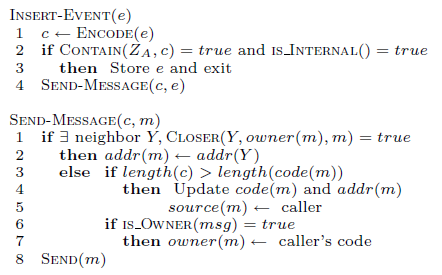 INSERT-EVENT(e)
1 c ← ENCODE(e)
2 if CONTAIN(Z_A, c) = true and IS_INTERNAL() = true
3 then Store e and exit
4 SEND-MESSAGE(c, e)
SEND-MESSAGE(c, m)
1 if ∃ neighbor Y, CLOSER(Y, owner(m), m) = true
2 then addr(m) ← addr(Y)
3 else if length(c) > length(code(m))
4 then Update code(m) and addr(m)
5 source(m) ← caller
6 if IS_OWNER(msg) = true
7 then owner(m) ← caller's code
8 SEND(m)